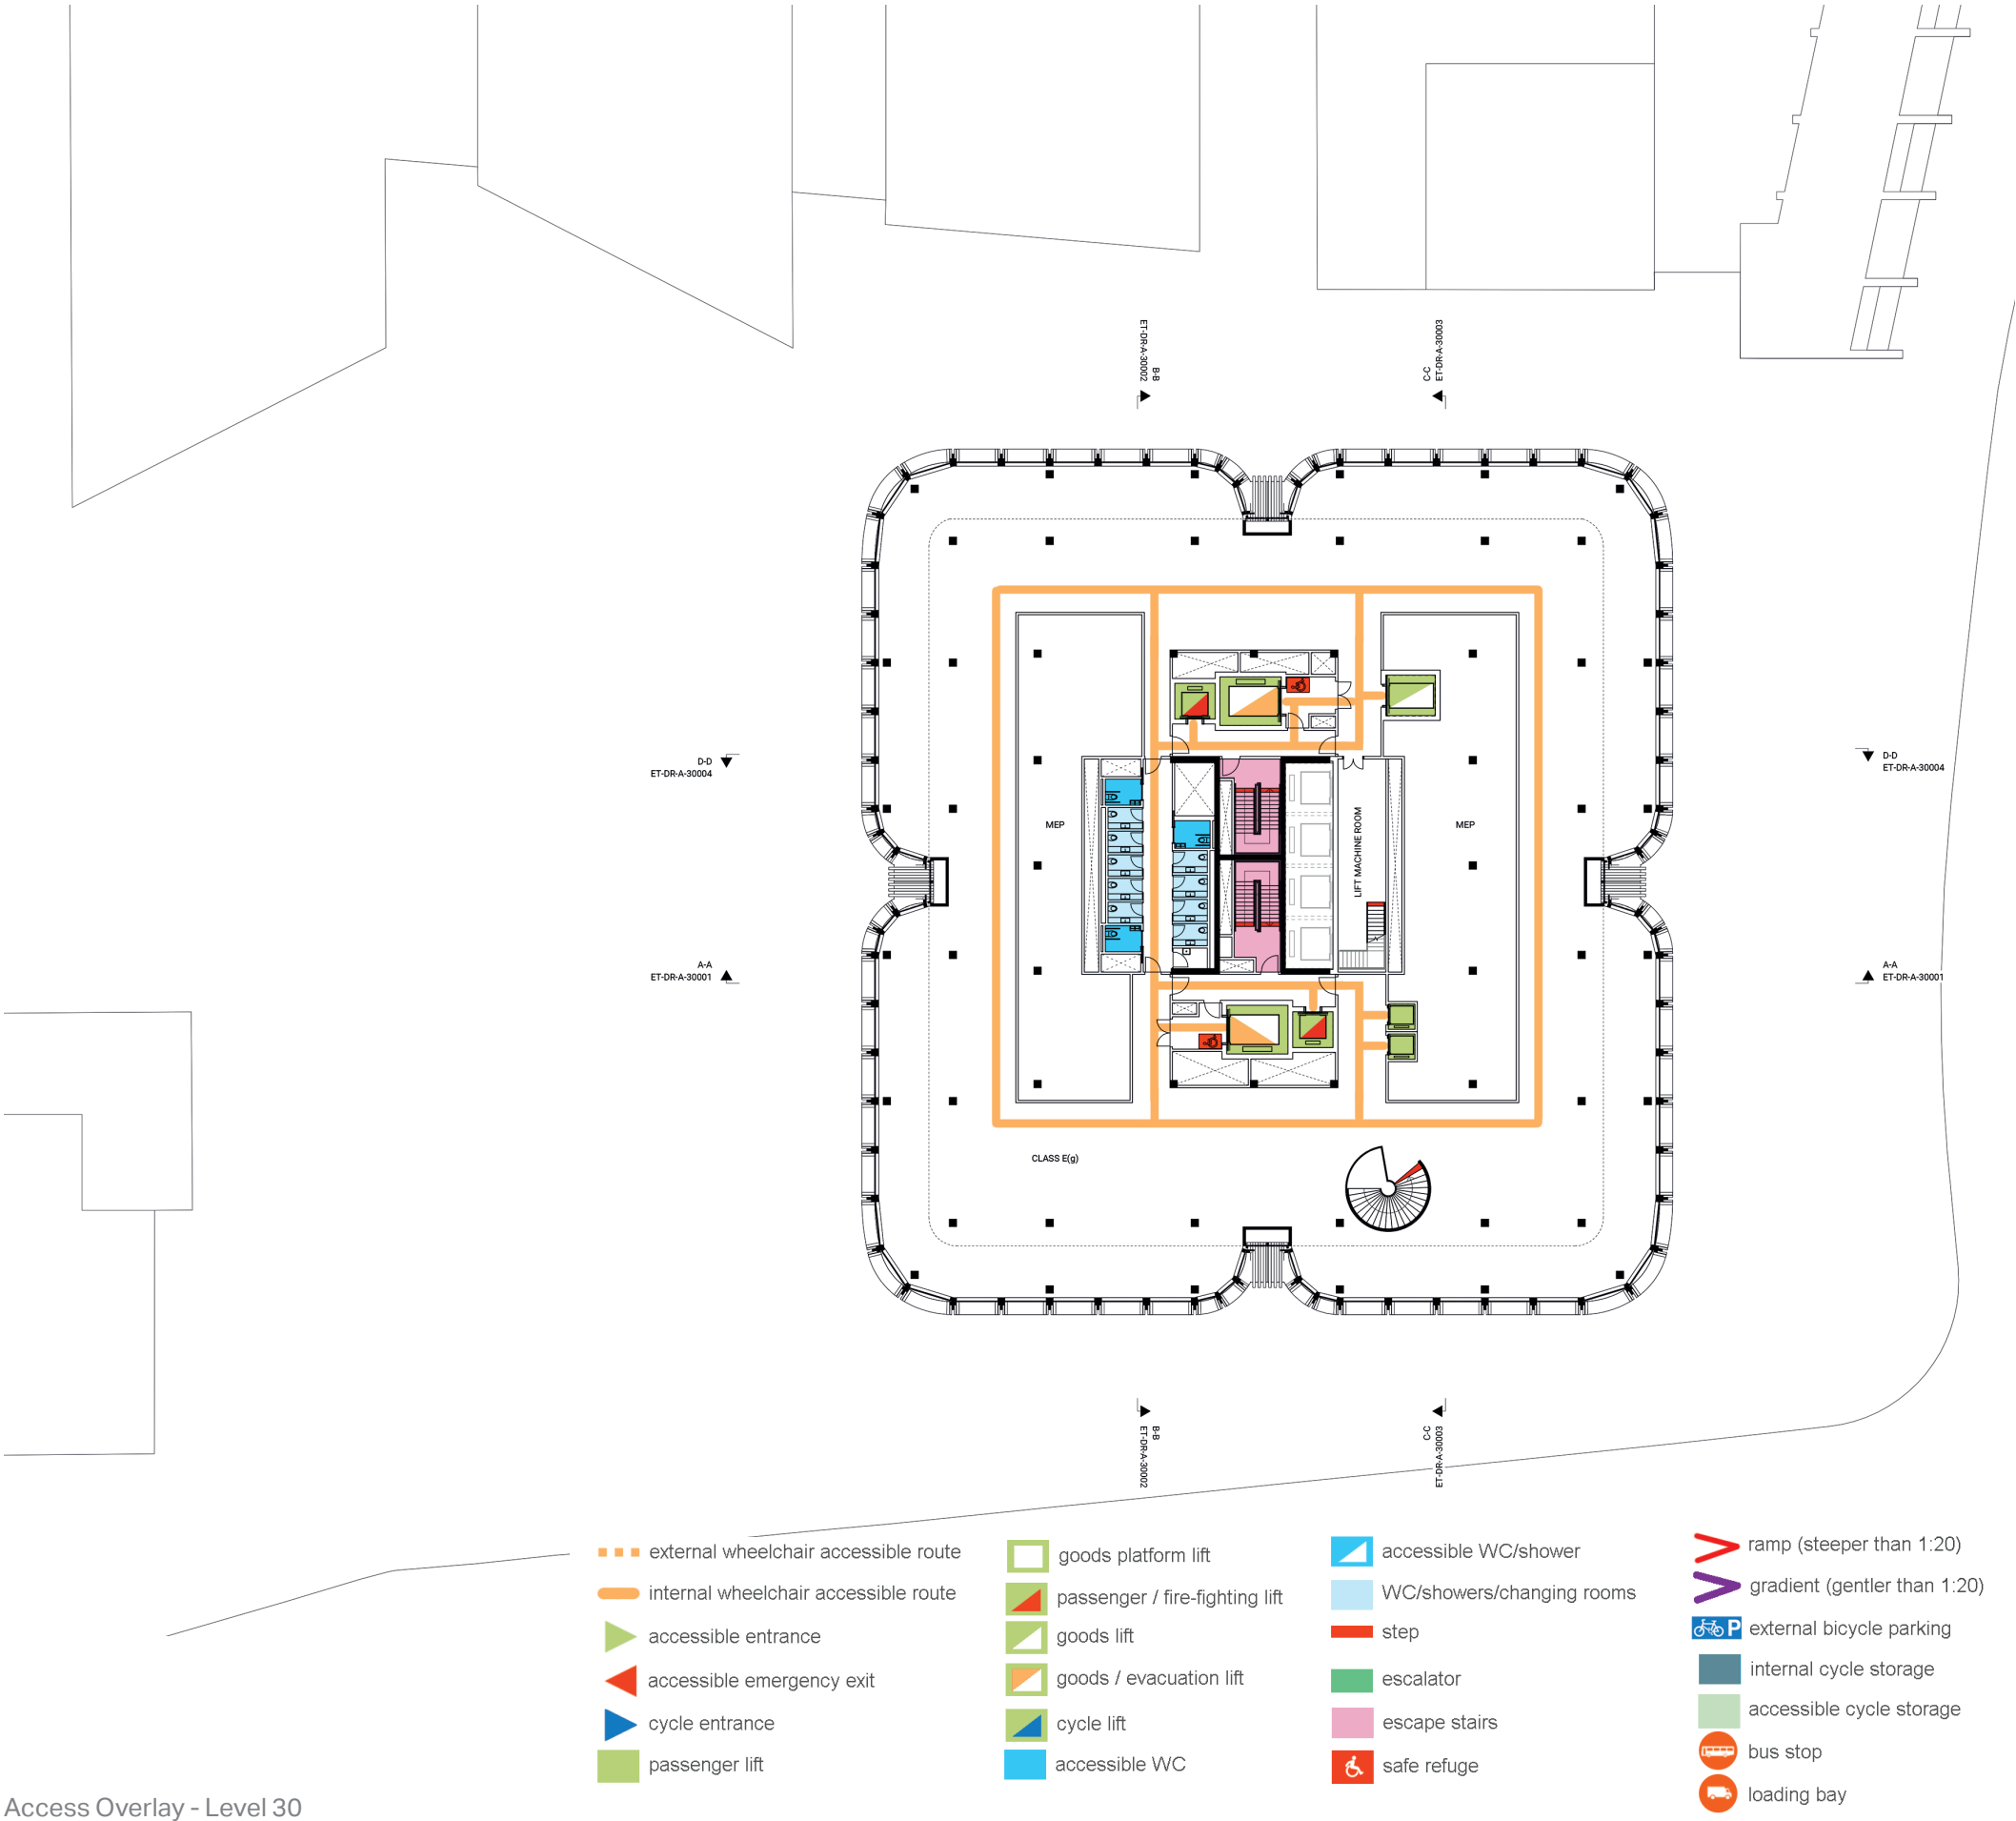 B-B
ET-DR-A-30002
C-C
ET-DR-A-30003
D-D
ET-DR-A-30004
D-D
ET-DR-A-30004
MEP
LIFT MACHINE ROOM
MEP
A-A
ET-DR-A-30001
A-A
ET-DR-A-30001
CLASS E(g)
B-B
ET-DR-A-30002
C-C
ET-DR-A-30003
external wheelchair accessible route
internal wheelchair accessible route
accessible entrance
accessible emergency exit
cycle entrance
passenger lift
goods platform lift
passenger / fire-fighting lift
goods lift
goods / evacuation lift
cycle lift
accessible WC
accessible WC/shower
WC/showers/changing rooms
step
escalator
escape stairs
safe refuge
ramp (steeper than 1:20)
gradient (gentler than 1:20)
P
external bicycle parking
internal cycle storage
accessible cycle storage
bus stop
loading bay
Access Overlay - Level 30